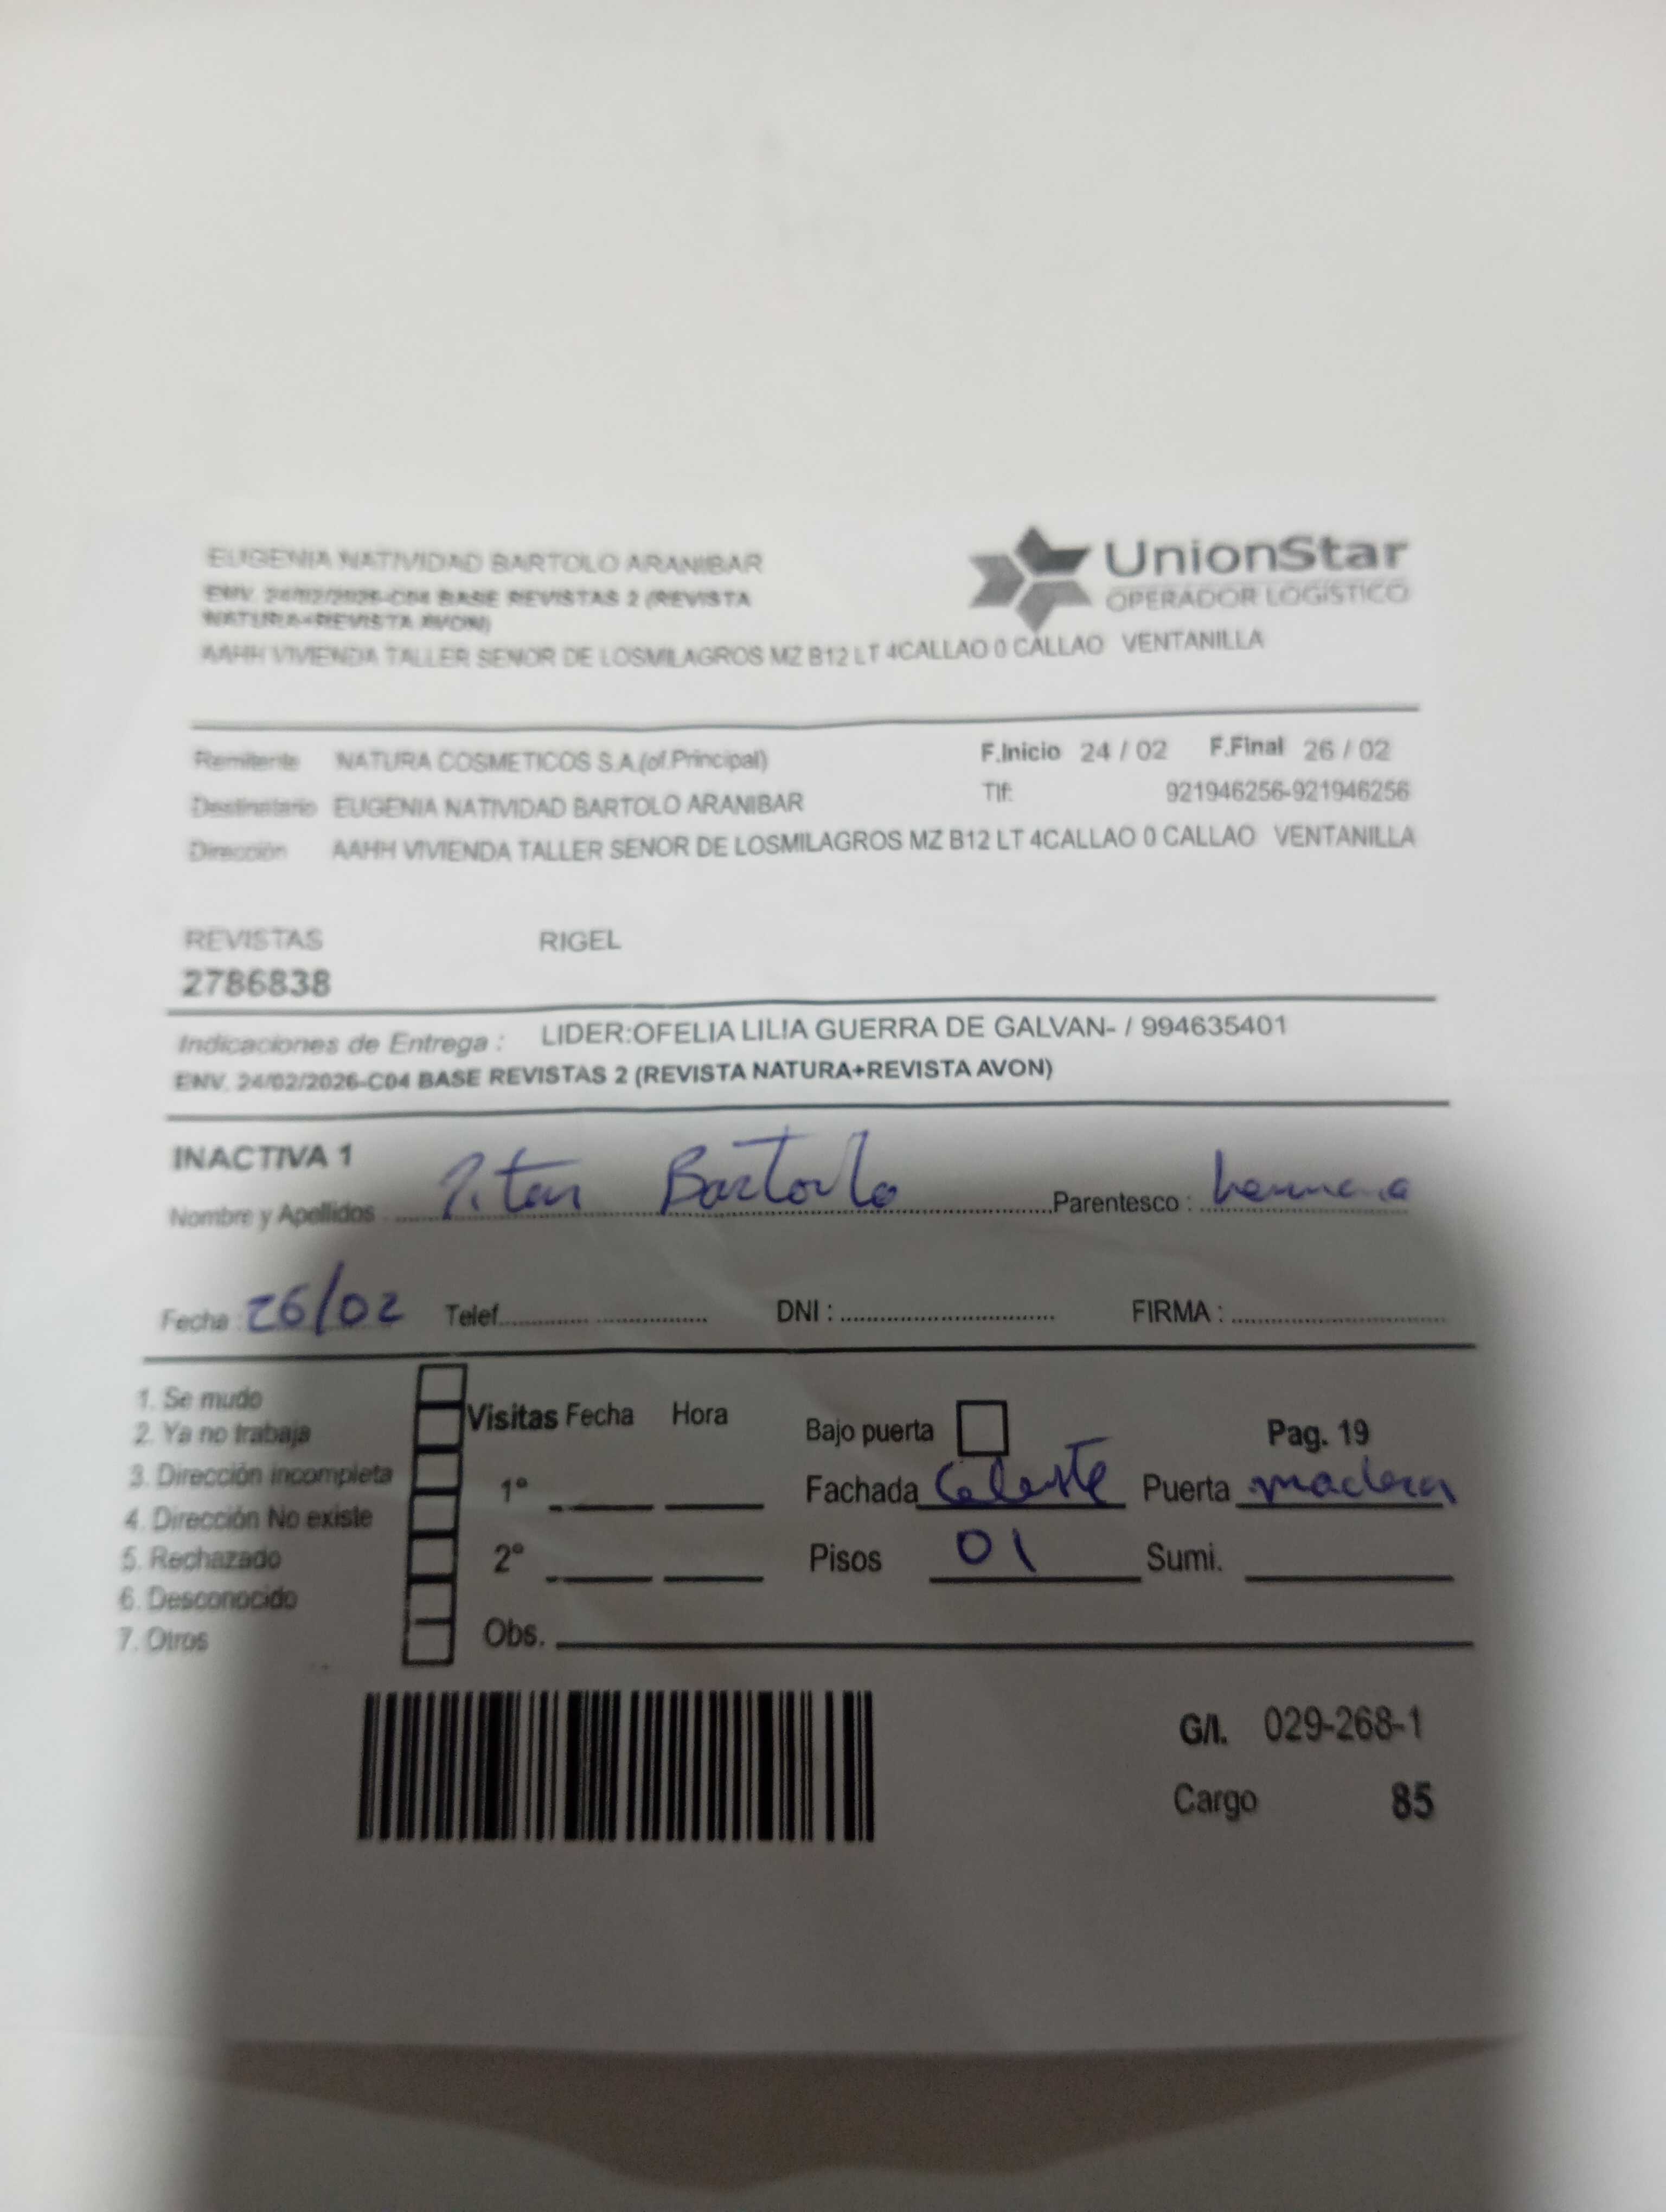 EUGENIA NATIVIDAD BARTOLO ARANIBAR
UnionStar
OPERADOR LOGÍSTICO
ENV. 24/02/2026-C04 BASE REVISTAS 2 (REVISTA
NATURA+REVISTA AVON)
AAHH VIVIENDA TALLER SENOR DE LOSMILAGROS MZ B12 LT 4CALLAO 0 CALLAO VENTANILLA
Remitente NATURA COSMETICOS S.A.(of.Principal) F.Inicio 24 / 02 F.Final 26 / 02
Destinatario EUGENIA NATIVIDAD BARTOLO ARANIBAR Tlf: 921946256-921946256
Dirección AAHH VIVIENDA TALLER SENOR DE LOSMILAGROS MZ B12 LT 4CALLAO 0 CALLAO VENTANILLA
REVISTAS RIGEL
2786838
Indicaciones de Entrega : LIDER:OFELIA LILIA GUERRA DE GALVAN- / 994635401
ENV. 24/02/2026-C04 BASE REVISTAS 2 (REVISTA NATURA+REVISTA AVON)
INACTIVA 1
Nombre y Apellidos Bartolo Parentesco : hermana
Fecha : 26/02 Telef. DNI : FIRMA :
1. Se mudo
2. Ya no trabaja
3. Dirección incompleta
4. Dirección No existe
5. Rechazado
6. Desconocido
7. Otros
Visitas Fecha Hora
1°
2°
Obs.
Bajo puerta Pag. 19
Fachada Celeste Puerta madera
Pisos 01 Sumi.
G/I. 029-268-1
Cargo 85